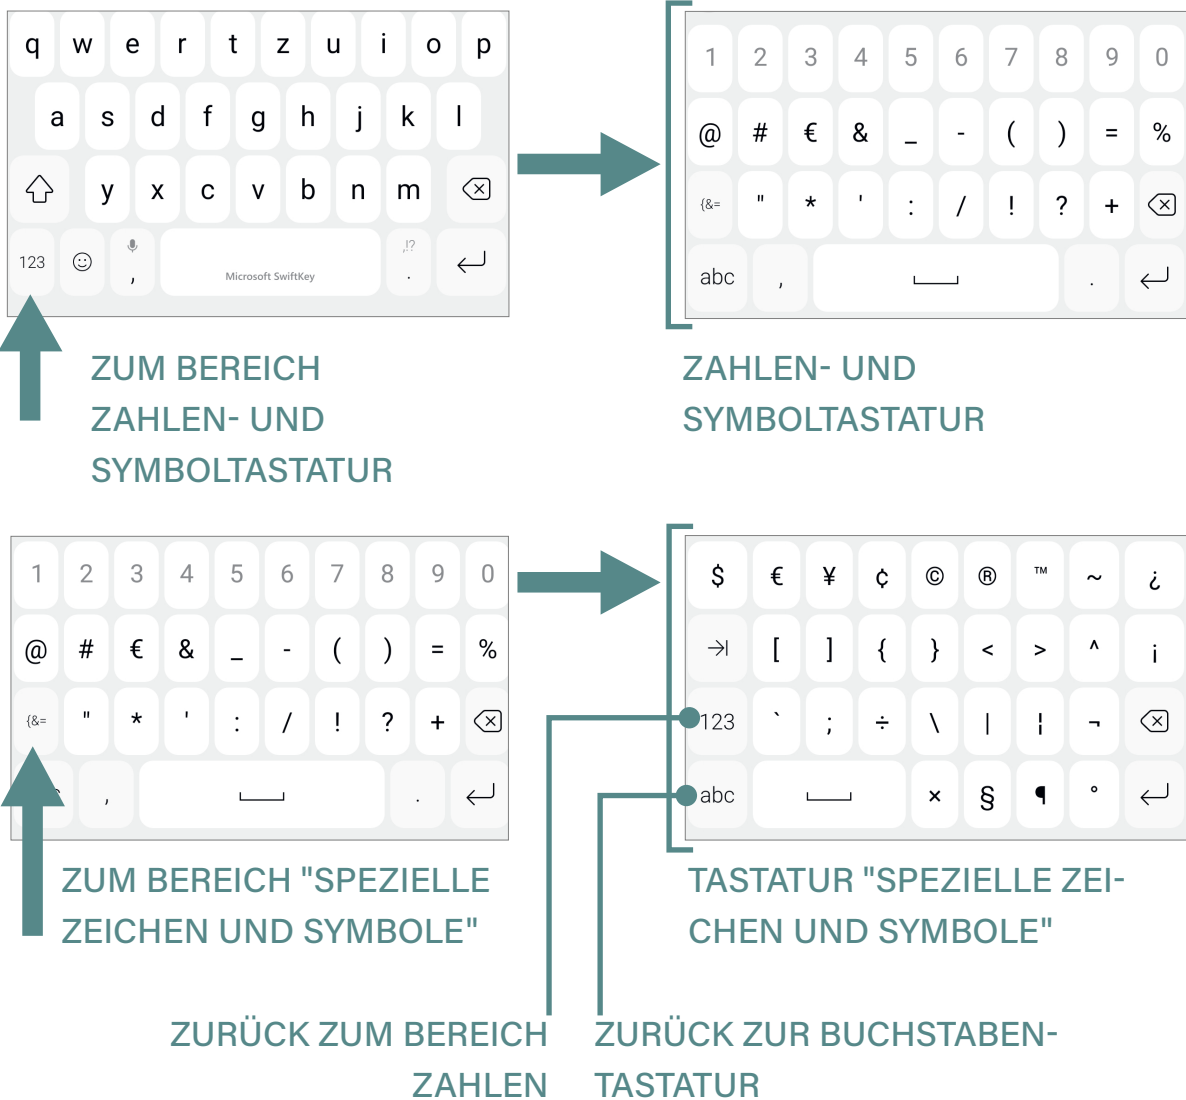 q w e r t z u i o p
a s d f g h j k l
y x c v b n m
123 , Microsoft SwiftKey ,!? .
1 2 3 4 5 6 7 8 9 0
@ # € & _ - ( ) = %
{&= " * ' : / ! ? +
abc , .
ZUM BEREICH
ZAHLEN- UND
SYMBOLTASTATUR
ZAHLEN- UND
SYMBOLTASTATUR
1 2 3 4 5 6 7 8 9 0
@ # € & _ - ( ) = %
{&= " * ' : / ! ? +
, .
$ € ¥ ¢ © ® ™ ~ ¿
[ ] { } < > ^ ¡
123 ` ; ÷ \ | ¦ ¬
abc × § ¶ °
ZUM BEREICH "SPEZIELLE
ZEICHEN UND SYMBOLE"
TASTATUR "SPEZIELLE ZEI-
CHEN UND SYMBOLE"
ZURÜCK ZUM BEREICH
ZAHLEN
ZURÜCK ZUR BUCHSTABEN-
TASTATUR